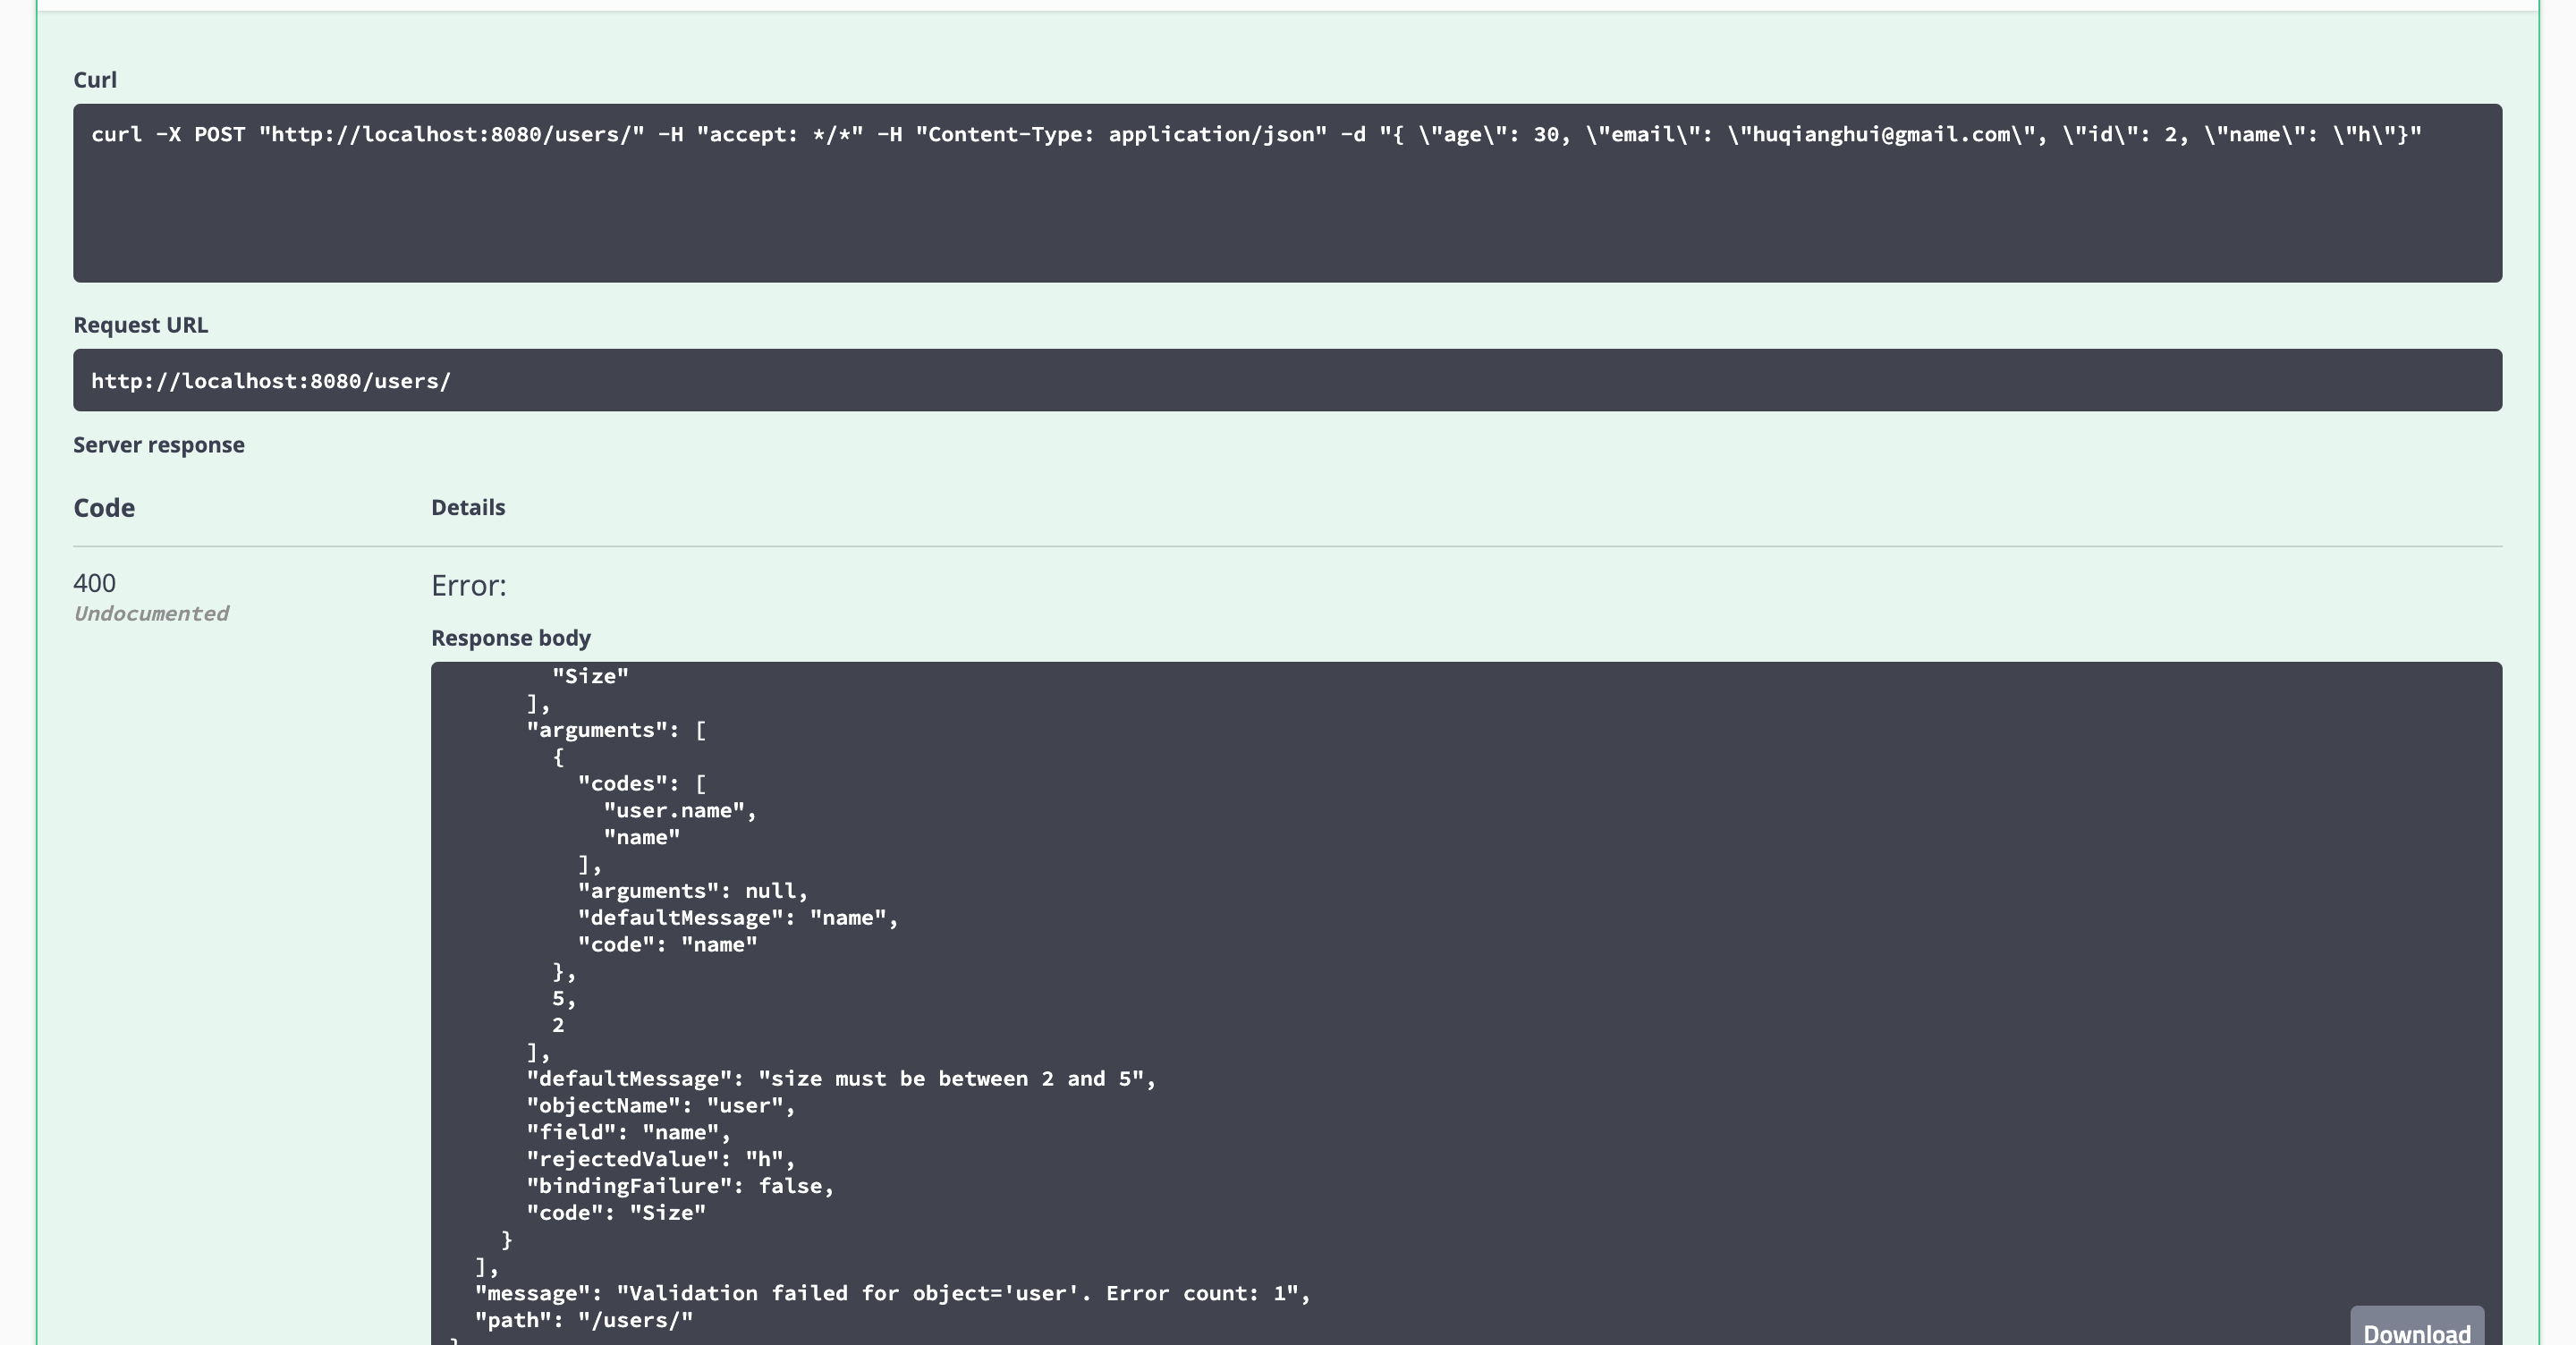 Curl
curl -X POST "http://localhost:8080/users/" -H "accept: */*" -H "Content-Type: application/json" -d "{ \"age\": 30, \"email\": \"huqianghui@gmail.com\", \"id\": 2, \"name\": \"h\"}"
Request URL
http://localhost:8080/users/
Server response
Code Details
400 Error:
Undocumented
Response body
"Size"
],
"arguments": [
{
"codes": [
"user.name",
"name"
],
"arguments": null,
"defaultMessage": "name",
"code": "name"
},
5,
2
],
"defaultMessage": "size must be between 2 and 5",
"objectName": "user",
"field": "name",
"rejectedValue": "h",
"bindingFailure": false,
"code": "Size"
}
],
"message": "Validation failed for object='user'. Error count: 1",
"path": "/users/"
}
Download